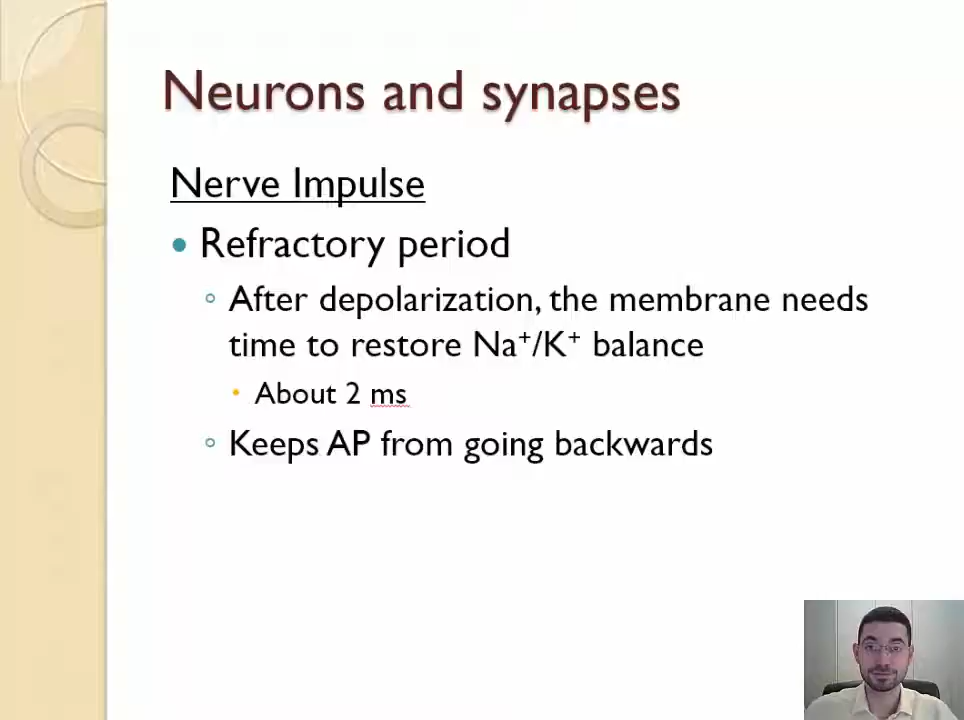 Neurons and synapses
Nerve Impulse
• Refractory period
◦ After depolarization, the membrane needs
time to restore Na⁺/K⁺ balance
• About 2 ms
◦ Keeps AP from going backwards